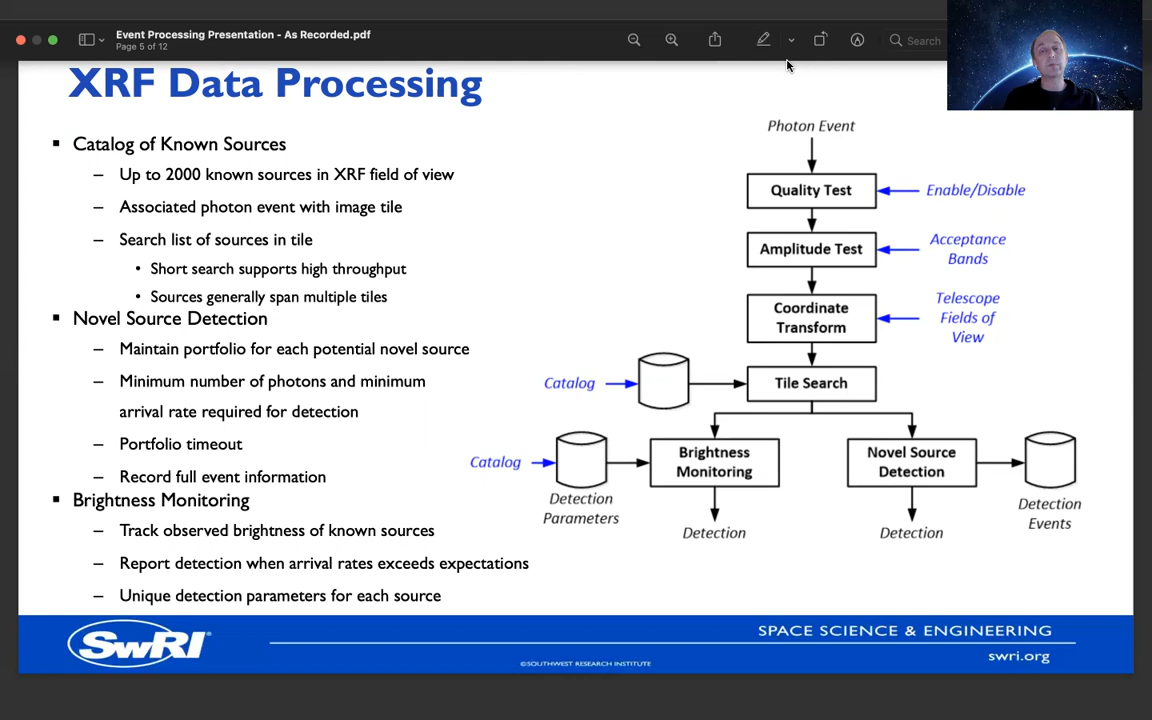 Event Processing Presentation - As Recorded.pdf
Page 5 of 12
Search
XRF Data Processing
▪ Catalog of Known Sources
– Up to 2000 known sources in XRF field of view
– Associated photon event with image tile
– Search list of sources in tile
• Short search supports high throughput
• Sources generally span multiple tiles
▪ Novel Source Detection
– Maintain portfolio for each potential novel source
– Minimum number of photons and minimum
arrival rate required for detection
– Portfolio timeout
– Record full event information
▪ Brightness Monitoring
– Track observed brightness of known sources
– Report detection when arrival rates exceeds expectations
– Unique detection parameters for each source
Photon Event
Quality Test
Enable/Disable
Amplitude Test
Acceptance
Bands
Coordinate
Transform
Telescope
Fields of
View
Catalog
Tile Search
Catalog
Detection
Parameters
Brightness
Monitoring
Detection
Novel Source
Detection
Detection
Detection
Events
SwRI
SPACE SCIENCE & ENGINEERING
©SOUTHWEST RESEARCH INSTITUTE
swri.org